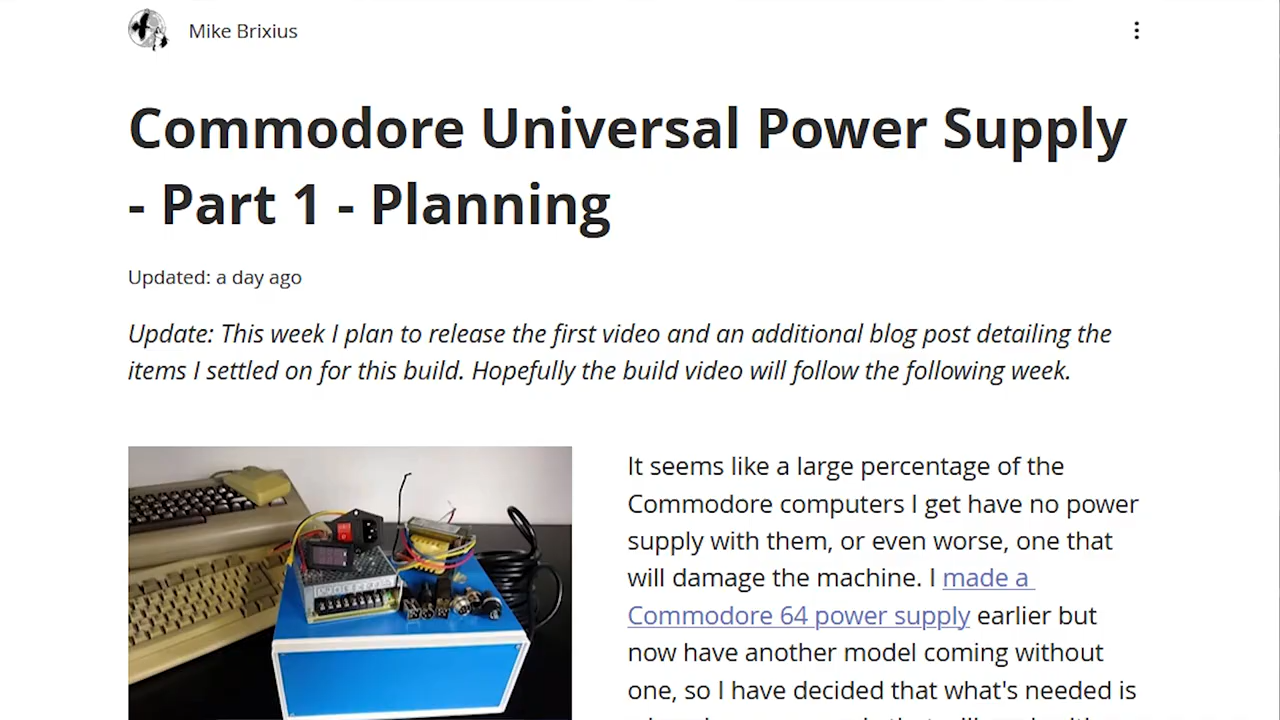 Mike Brixius
Commodore Universal Power Supply
- Part 1 - Planning
Updated: a day ago
Update: This week I plan to release the first video and an additional blog post detailing the
items I settled on for this build. Hopefully the build video will follow the following week.
It seems like a large percentage of the
Commodore computers I get have no power
supply with them, or even worse, one that
will damage the machine. I made a
Commodore 64 power supply earlier but
now have another model coming without
one, so I have decided that what's needed is